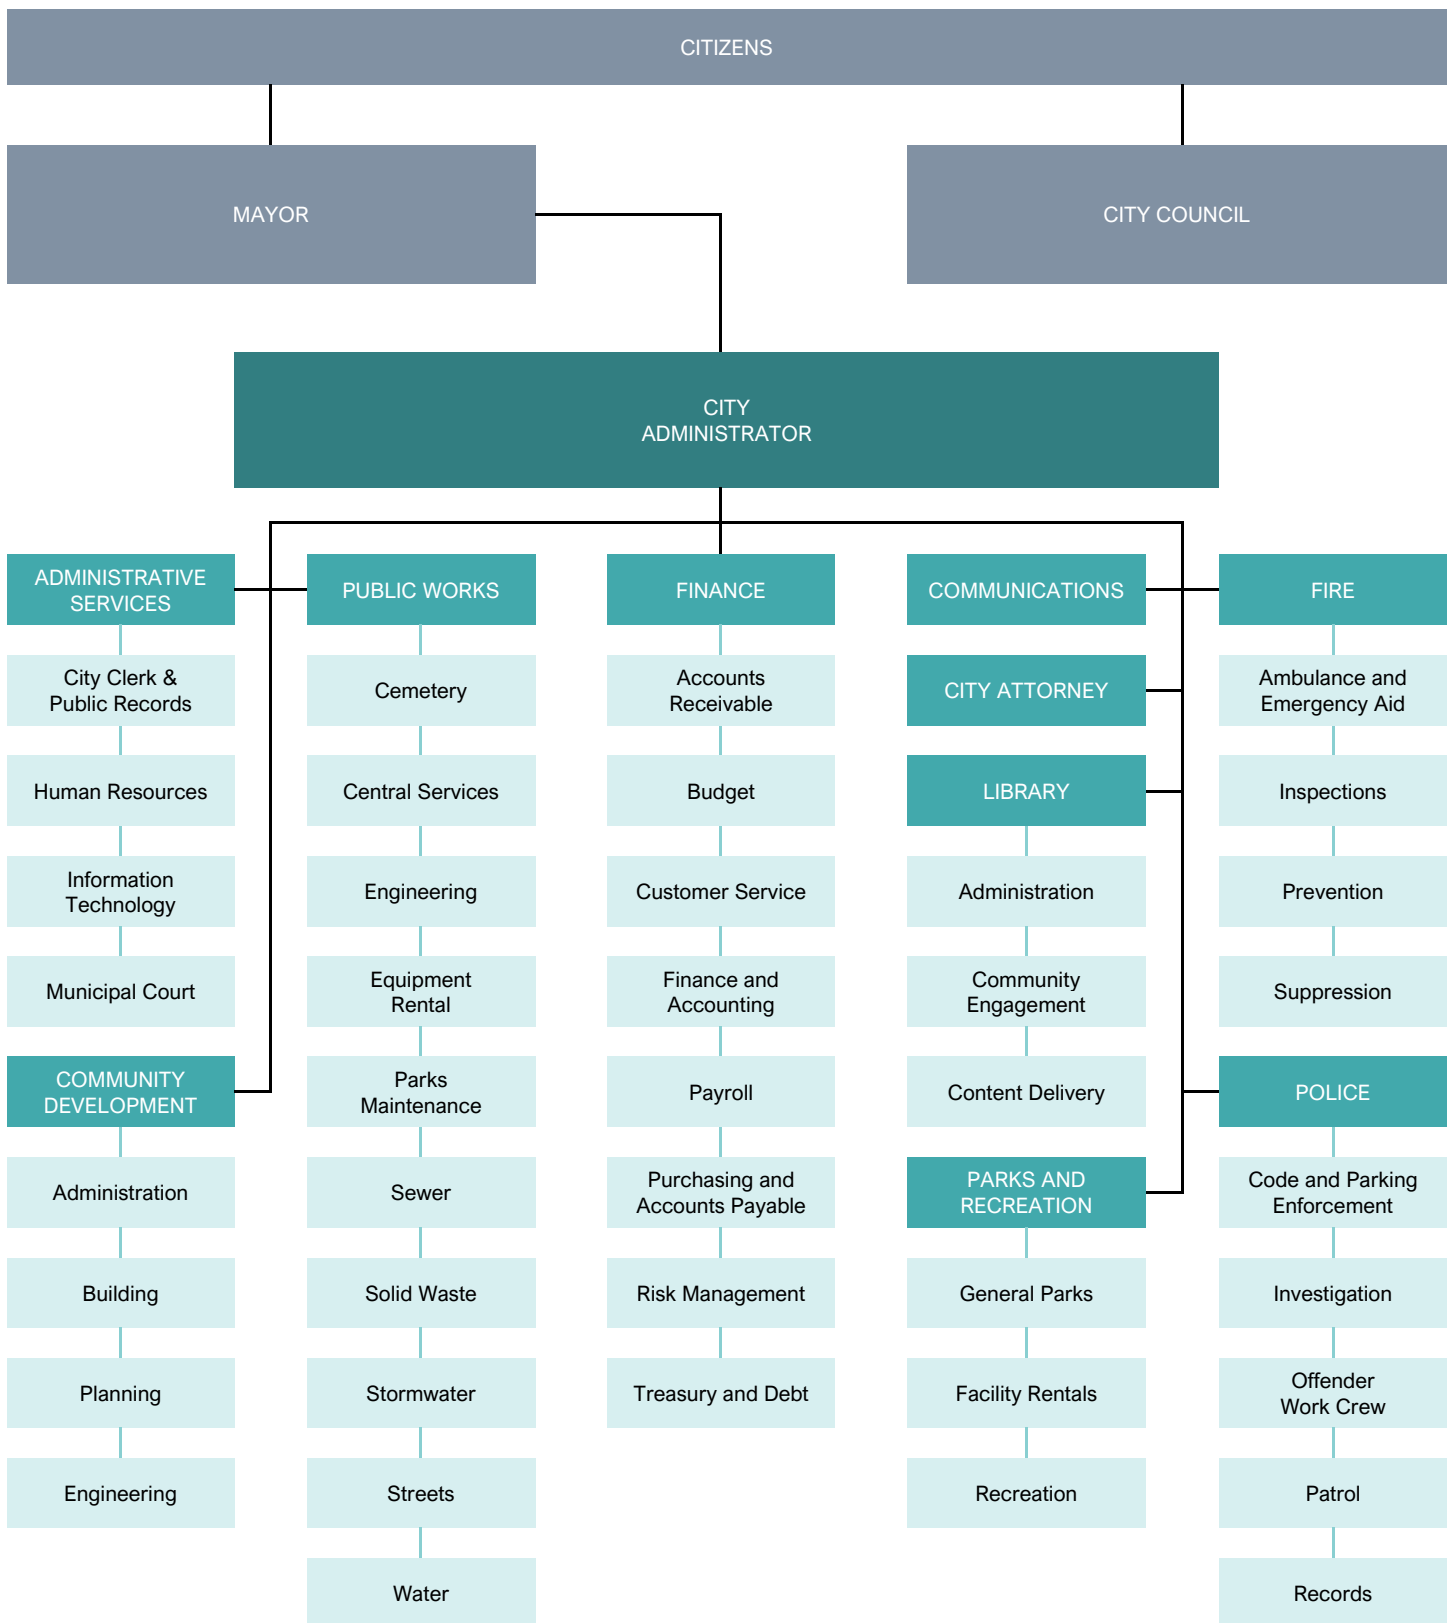 CITIZENS
MAYOR
CITY COUNCIL
CITY
ADMINISTRATOR
ADMINISTRATIVE
SERVICES
City Clerk &
Public Records
Human Resources
Information
Technology
Municipal Court
COMMUNITY
DEVELOPMENT
Administration
Building
Planning
Engineering
PUBLIC WORKS
Cemetery
Central Services
Engineering
Equipment
Rental
Parks
Maintenance
Sewer
Solid Waste
Stormwater
Streets
Water
FINANCE
Accounts
Receivable
Budget
Customer Service
Finance and
Accounting
Payroll
Purchasing and
Accounts Payable
Risk Management
Treasury and Debt
COMMUNICATIONS
CITY ATTORNEY
LIBRARY
Administration
Community
Engagement
Content Delivery
PARKS AND
RECREATION
General Parks
Facility Rentals
Recreation
FIRE
Ambulance and
Emergency Aid
Inspections
Prevention
Suppression
POLICE
Code and Parking
Enforcement
Investigation
Offender
Work Crew
Patrol
Records